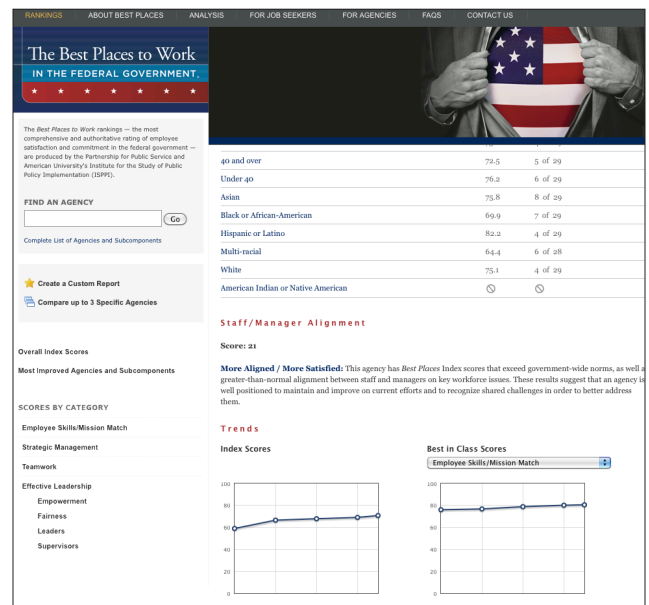 RANKINGS ABOUT BEST PLACES ANALYSIS FOR JOB SEEKERS FOR AGENCIES FAQS CONTACT US
The Best Places to Work
IN THE FEDERAL GOVERNMENT
The Best Places to Work rankings — the most
comprehensive and authoritative rating of employee
satisfaction and commitment in the federal government —
are produced by the Partnership for Public Service and
American University's Institute for the Study of Public
Policy Implementation (ISPPI).
FIND AN AGENCY
Go
Complete List of Agencies and Subcomponents
Create a Custom Report
Compare up to 3 Specific Agencies
Overall Index Scores
Most Improved Agencies and Subcomponents
SCORES BY CATEGORY
Employee Skills/Mission Match
Strategic Management
Teamwork
Effective Leadership
Empowerment
Fairness
Leaders
Supervisors
40 and over 72.5 5 of 29
Under 40 76.2 6 of 29
Asian 75.8 8 of 29
Black or African-American 69.9 7 of 29
Hispanic or Latino 82.2 4 of 29
Multi-racial 64.4 6 of 28
White 75.1 4 of 29
American Indian or Native American
Staff/Manager Alignment
Score: 21
More Aligned / More Satisfied: This agency has Best Places Index scores that exceed government-wide norms, as well a
greater-than-normal alignment between staff and managers on key workforce issues. These results suggest that an agency is
well positioned to maintain and improve on current efforts and to recognize shared challenges in order to better address
them.
Trends
Index Scores
100
80
60
40
20
0
Best in Class Scores
Employee Skills/Mission Match
100
80
60
40
20
0